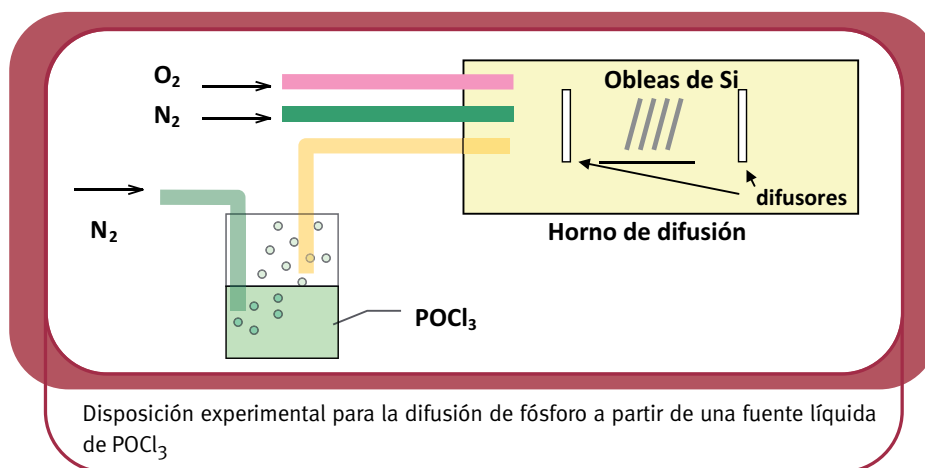 O₂
N₂
N₂
Obleas de Si
difusores
Horno de difusión
POCl₃
Disposición experimental para la difusión de fósforo a partir de una fuente líquida
de POCl₃